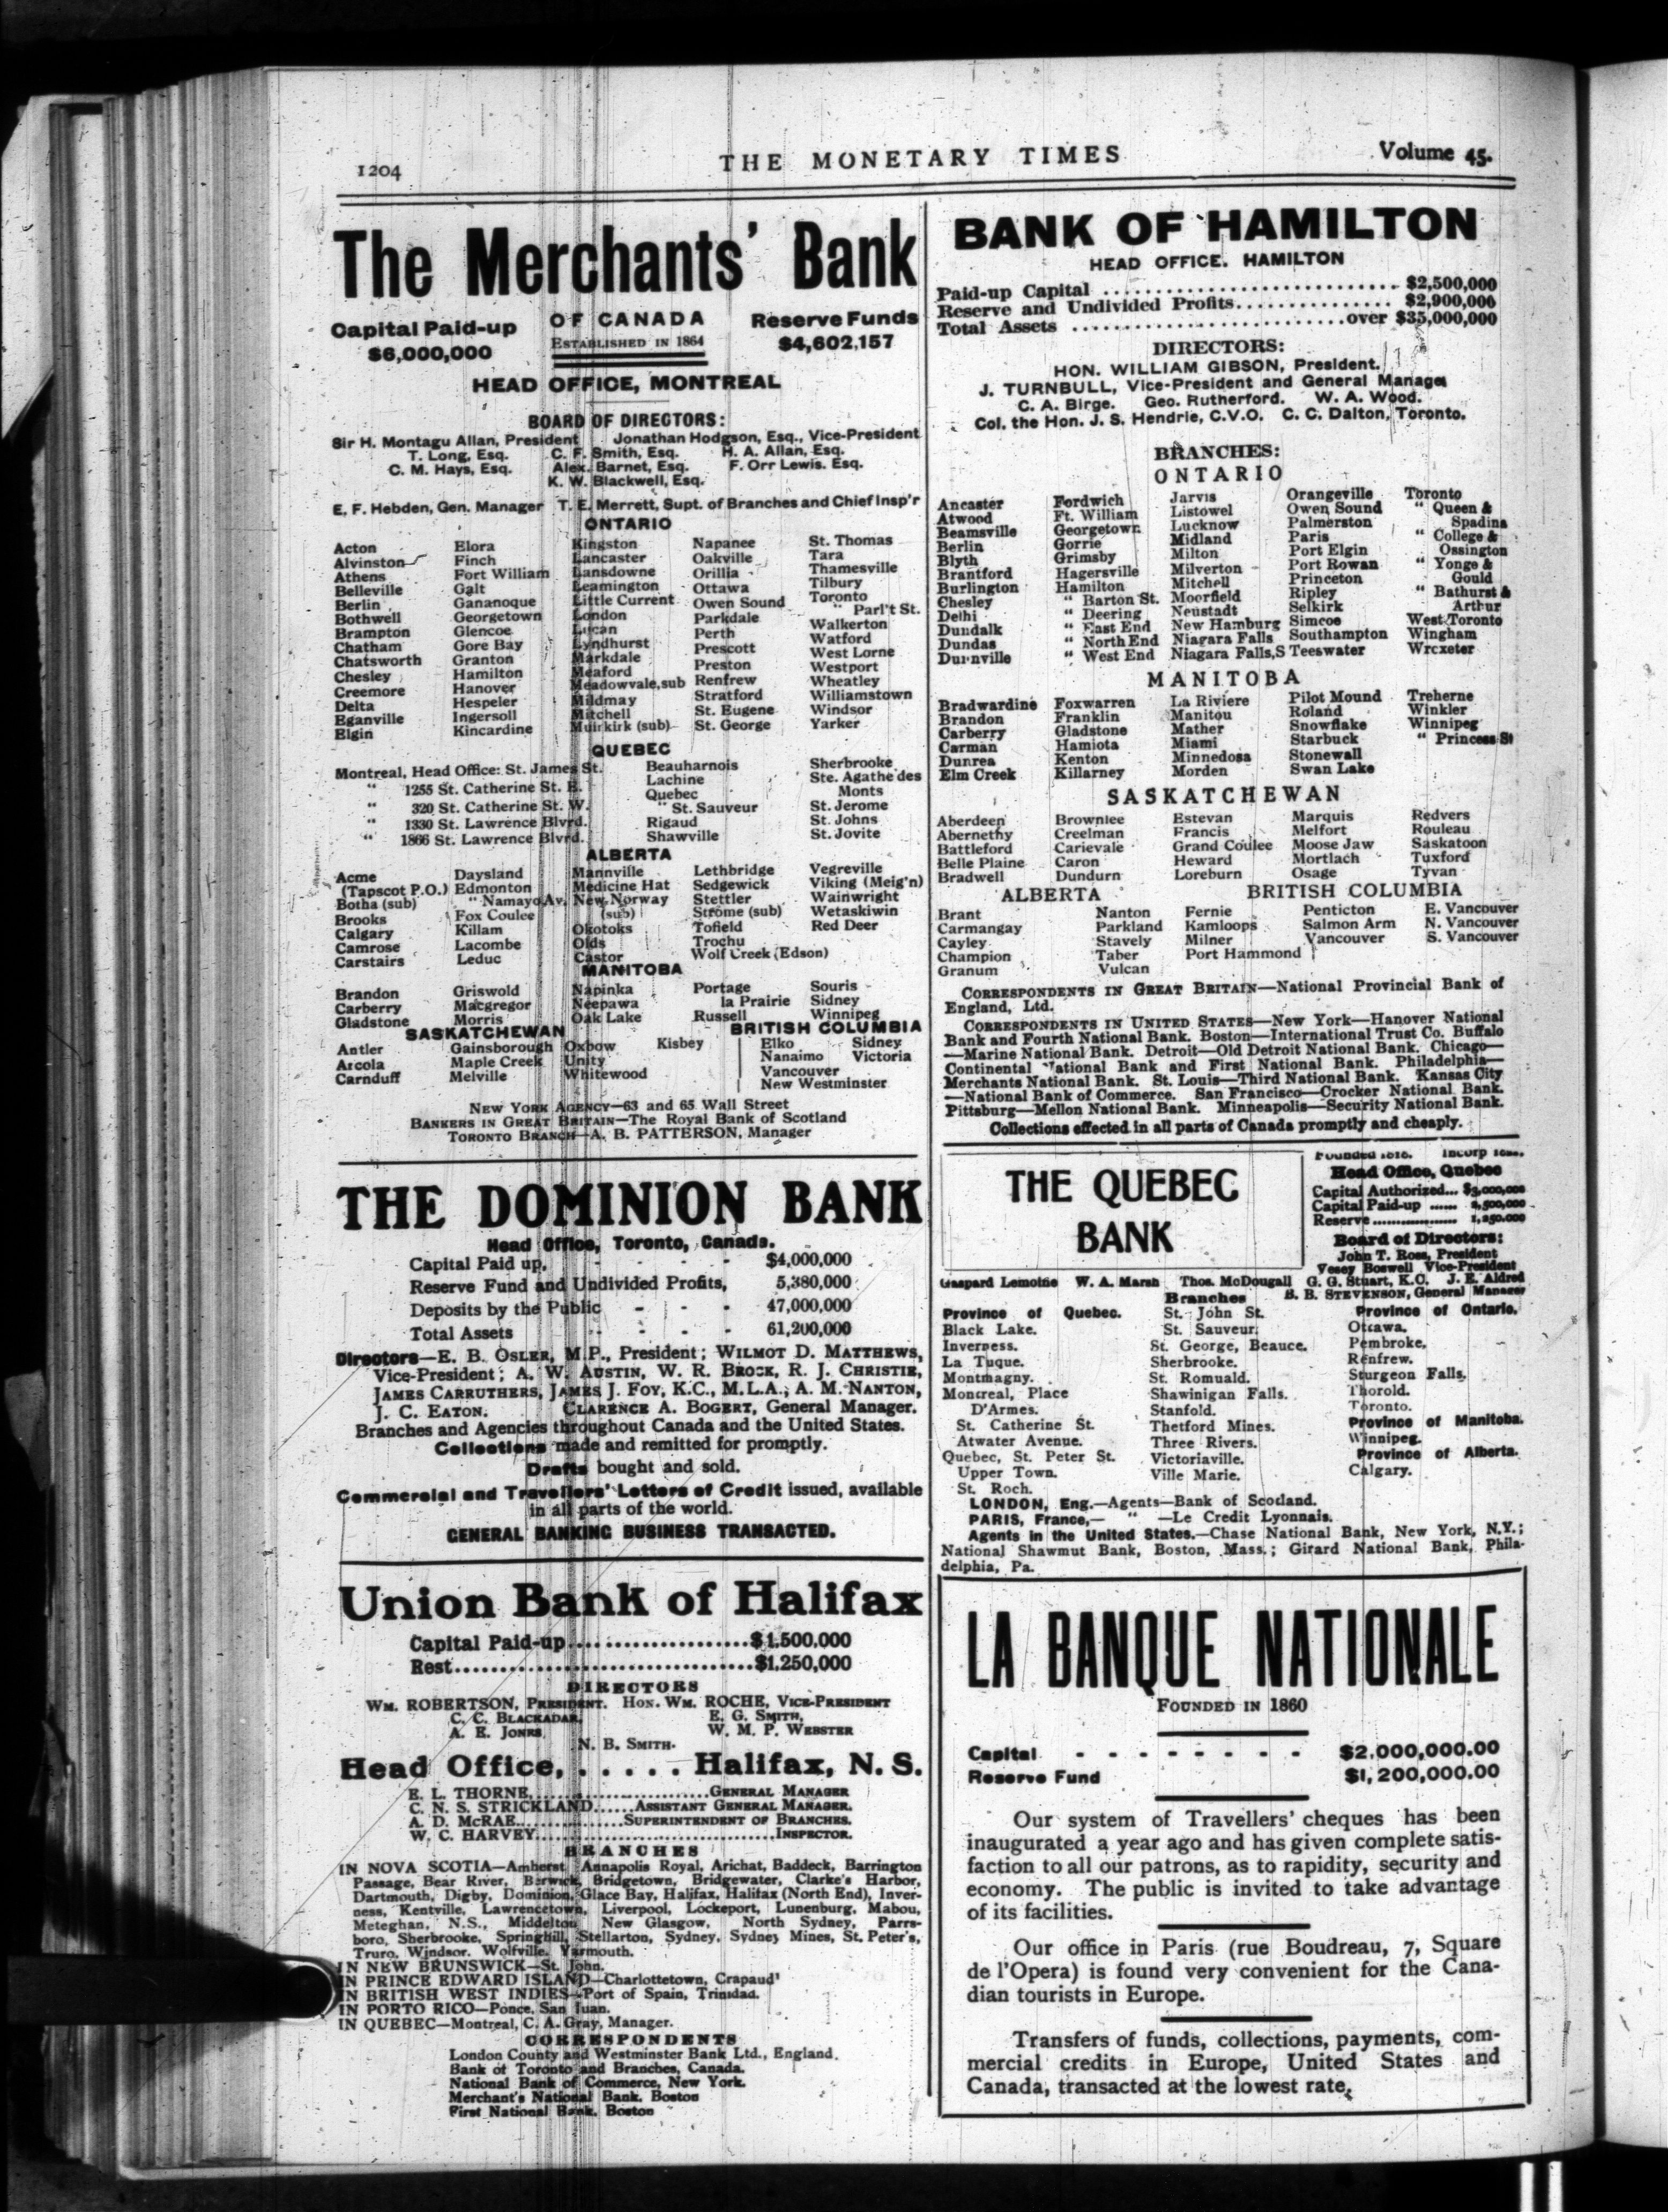 1204
THE MONETARY TIMES
Volume 45.
The Merchants' Bank
Capital Paid-up
$6,000,000
OF CANADA
ESTABLISHED IN 1864
Reserve Funds
$4,602,157
HEAD OFFICE, MONTREAL
BOARD OF DIRECTORS:
Sir H. Montagu Allan, President Jonathan Hodgson, Esq., Vice-President
T. Long, Esq. C. F. Smith, Esq. H. A. Allan, Esq.
C. M. Hays, Esq. Alex. Barnet, Esq. F. Orr Lewis. Esq.
K. W. Blackwell, Esq.
E. F. Hebden, Gen. Manager T. E. Merrett, Supt. of Branches and Chief Insp'r
ONTARIO
Acton Elora Kingston Napanee St. Thomas
Alvinston Finch Lancaster Oakville Tara
Athens Fort William Lansdowne Orillia Thamesville
Belleville Galt Leamington Ottawa Tilbury
Berlin Gananoque Little Current Owen Sound Toronto
Bothwell Georgetown London Parkdale " Parl't St.
Brampton Glencoe Lucan Perth Walkerton
Chatham Gore Bay Lyndhurst Prescott Watford
Chatsworth Granton Markdale Preston West Lorne
Chesley Hamilton Meaford Renfrew Westport
Creemore Hanover Meadowvale,sub Stratford Wheatley
Delta Hespeler Mildmay St. Eugene Williamstown
Eganville Ingersoll Mitchell St. George Windsor
Elgin Kincardine Muirkirk (sub) Yarker
QUEBEC
Montreal, Head Office: St. James St. Beauharnois Sherbrooke
" 1255 St. Catherine St. E. Lachine Ste. Agathe des
" 320 St. Catherine St. W. Quebec Monts
" 1330 St. Lawrence Blvrd. " St. Sauveur St. Jerome
" 1866 St. Lawrence Blvrd. Rigaud St. Johns
Shawville St. Jovite
ALBERTA
Acme Daysland Mannville Lethbridge Vegreville
(Tapscot P.O.) Edmonton Medicine Hat Sedgewick Viking (Meig'n)
Botha (sub) " Namayo Av. New Norway Stettler Wainwright
Brooks Fox Coulee (sub) Strome (sub) Wetaskiwin
Calgary Killam Okotoks Tofield Red Deer
Camrose Lacombe Olds Trochu
Carstairs Leduc Castor Wolf Creek (Edson)
MANITOBA
Brandon Griswold Napinka Portage Souris
Carberry Macgregor Neepawa la Prairie Sidney
Gladstone Morris Oak Lake Russell Winnipeg
SASKATCHEWAN
Antler Gainsborough Oxbow Kisbey
Arcola Maple Creek Unity
Carnduff Melville Whitewood
BRITISH COLUMBIA
Elko Sidney
Nanaimo Victoria
Vancouver
New Westminster
NEW YORK AGENCY—63 and 65 Wall Street
BANKERS IN GREAT BRITAIN—The Royal Bank of Scotland
TORONTO BRANCH—A. B. PATTERSON, Manager
THE DOMINION BANK
Head Office, Toronto, Canada.
Capital Paid up, - - - - $4,000,000
Reserve Fund and Undivided Profits, 5,380,000
Deposits by the Public - - - 47,000,000
Total Assets - - - - 61,200,000
Directors—E. B. OSLER, M.P., President; WILMOT D. MATTHEWS,
Vice-President; A. W. AUSTIN, W. R. BROCK, R. J. CHRISTIE,
JAMES CARRUTHERS, JAMES J. FOY, K.C., M.L.A., A. M. NANTON,
J. C. EATON. CLARENCE A. BOGERT, General Manager.
Branches and Agencies throughout Canada and the United States.
Collections made and remitted for promptly.
Drafts bought and sold.
Commercial and Travellers' Letters of Credit issued, available
in all parts of the world.
GENERAL BANKING BUSINESS TRANSACTED.
Union Bank of Halifax
Capital Paid-up....................$1,500,000
Rest................................$1,250,000
DIRECTORS
WM. ROBERTSON, PRESIDENT. HON. WM. ROCHE, VICE-PRESIDENT
C. C. BLACKADAR, E. G. SMITH,
A. E. JONES, W. M. P. WEBSTER
N. B. SMITH.
Head Office, . . . . . Halifax, N. S.
E. L. THORNE,....................GENERAL MANAGER
C. N. S. STRICKLAND......ASSISTANT GENERAL MANAGER.
A. D. McRAE............SUPERINTENDENT OF BRANCHES.
W. C. HARVEY..........................INSPECTOR.
BRANCHES
IN NOVA SCOTIA—Amherst, Annapolis Royal, Arichat, Baddeck, Barrington
Passage, Bear River, Berwick, Bridgetown, Bridgewater, Clarke's Harbor,
Dartmouth, Digby, Dominion, Glace Bay, Halifax, Halifax (North End), Inver-
ness, Kentville, Lawrencetown, Liverpool, Lockeport, Lunenburg, Mabou,
Meteghan, N.S., Middleton New Glasgow, North Sydney, Parrs-
boro, Sherbrooke, Springhill, Stellarton, Sydney, Sydney Mines, St. Peter's,
Truro, Windsor, Wolfville, Yarmouth.
IN NEW BRUNSWICK—St. John.
IN PRINCE EDWARD ISLAND—Charlottetown, Crapaud
IN BRITISH WEST INDIES—Port of Spain, Trinidad.
IN PORTO RICO—Ponce, San Juan.
IN QUEBEC—Montreal, C. A. Gray, Manager.
CORRESPONDENTS
London County and Westminster Bank Ltd., England.
Bank of Toronto and Branches, Canada.
National Bank of Commerce, New York.
Merchant's National Bank, Boston
First National Bank, Boston
BANK OF HAMILTON
HEAD OFFICE. HAMILTON
Paid-up Capital ............................ $2,500,000
Reserve and Undivided Profits............... $2,900,000
Total Assets .......................over $35,000,000
DIRECTORS:
HON. WILLIAM GIBSON, President.
J. TURNBULL, Vice-President and General Manager
C. A. Birge. Geo. Rutherford. W. A. Wood.
Col. the Hon. J. S. Hendrie, C.V.O. C. C. Dalton, Toronto.
BRANCHES:
ONTARIO
Ancaster Fordwich Jarvis Orangeville Toronto
Atwood Ft. William Listowel Owen Sound " Queen &
Beamsville Georgetown Lucknow Palmerston Spadina
Berlin Gorrie Midland Paris " College &
Blyth Grimsby Milton Port Elgin Ossington
Brantford Hagersville Milverton Port Rowan " Yonge &
Burlington Hamilton Mitchell Princeton Gould
Chesley " Barton St. Moorfield Ripley " Bathurst &
Delhi " Deering Neustadt Selkirk Arthur
Dundalk " East End New Hamburg Simcoe West Toronto
Dundas " North End Niagara Falls Southampton Wingham
Dunnville " West End Niagara Falls,S Teeswater Wroxeter
MANITOBA
Bradwardine Foxwarren La Riviere Pilot Mound Treherne
Brandon Franklin Manitou Roland Winkler
Carberry Gladstone Mather Snowflake Winnipeg
Carman Hamiota Miami Starbuck " Princess St
Dunrea Kenton Minnedosa Stonewall
Elm Creek Killarney Morden Swan Lake
SASKATCHEWAN
Aberdeen Brownlee Estevan Marquis Redvers
Abernethy Creelman Francis Melfort Rouleau
Battleford Carievale Grand Coulee Moose Jaw Saskatoon
Belle Plaine Caron Heward Mortlach Tuxford
Bradwell Dundurn Loreburn Osage Tyvan
ALBERTA
Brant Nanton
Carmangay Parkland
Cayley Stavely
Champion Taber
Granum Vulcan
BRITISH COLUMBIA
Fernie Penticton E. Vancouver
Kamloops Salmon Arm N. Vancouver
Milner Vancouver S. Vancouver
Port Hammond
CORRESPONDENTS IN GREAT BRITAIN—National Provincial Bank of
England, Ltd.
CORRESPONDENTS IN UNITED STATES—New York—Hanover National
Bank and Fourth National Bank. Boston—International Trust Co. Buffalo
—Marine National Bank. Detroit—Old Detroit National Bank. Chicago—
Continental National Bank and First National Bank. Philadelphia—
Merchants National Bank. St. Louis—Third National Bank. Kansas City
—National Bank of Commerce. San Francisco—Crocker National Bank.
Pittsburg—Mellon National Bank. Minneapolis—Security National Bank.
Collections effected in all parts of Canada promptly and cheaply.
THE QUEBEC
BANK
Founded 1818. Incorp 1822.
Head Office, Quebec
Capital Authorized... $3,000,000
Capital Paid-up ...... 2,500,000
Reserve.................. 1,250,000
Board of Directors:
John T. Ross, President
Vesey Boswell Vice-President
Gaspard Lemoine W. A. Marsh Thos. McDougall G. G. Stuart, K.C. J. E. Aldred
Branches B. B. STEVENSON, General Manager
Province of Quebec. St. John St. Province of Ontario.
Black Lake. St. Sauveur. Ottawa.
Inverness. St. George, Beauce. Pembroke.
La Tuque. Sherbrooke. Renfrew.
Montmagny. St. Romuald. Sturgeon Falls.
Montreal, Place Shawinigan Falls. Thorold.
D'Armes. Stanfold. Toronto.
St. Catherine St. Thetford Mines. Province of Manitoba.
Atwater Avenue. Three Rivers. Winnipeg.
Quebec, St. Peter St. Victoriaville. Province of Alberta.
Upper Town. Ville Marie. Calgary.
St. Roch.
LONDON, Eng.—Agents—Bank of Scotland.
PARIS, France,— " —Le Credit Lyonnais.
Agents in the United States.—Chase National Bank, New York, N.Y.;
National Shawmut Bank, Boston, Mass.; Girard National Bank, Phila-
delphia, Pa.
LA BANQUE NATIONALE
FOUNDED IN 1860
Capital - - - - - - - - $2,000,000.00
Reserve Fund $1,200,000.00
Our system of Travellers' cheques has been
inaugurated a year ago and has given complete satis-
faction to all our patrons, as to rapidity, security and
economy. The public is invited to take advantage
of its facilities.
Our office in Paris (rue Boudreau, 7, Square
de l'Opera) is found very convenient for the Cana-
dian tourists in Europe.
Transfers of funds, collections, payments, com-
mercial credits in Europe, United States and
Canada, transacted at the lowest rate.